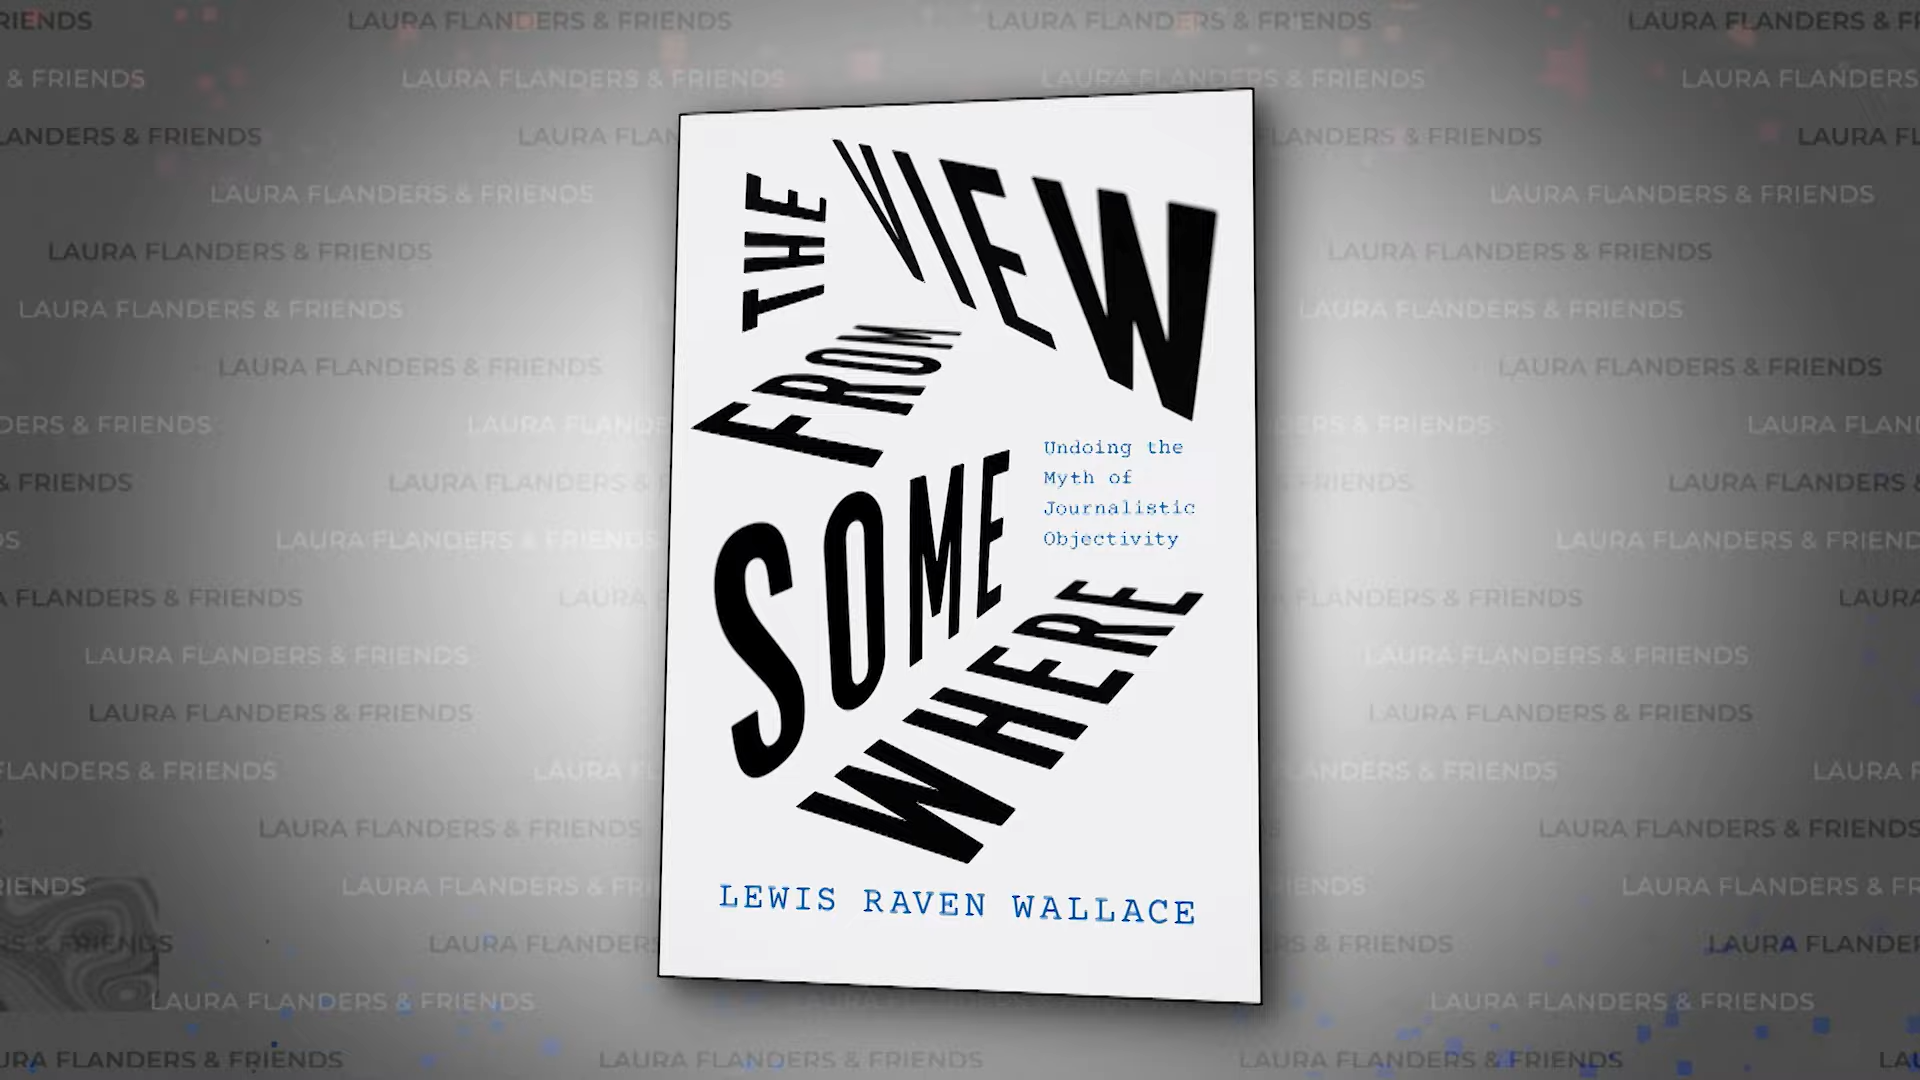 LAURA FLANDERS & FRIENDS
THE
VIEW
FROM
SOME
WHERE
Undoing the
Myth of
Journalistic
Objectivity
LEWIS RAVEN WALLACE